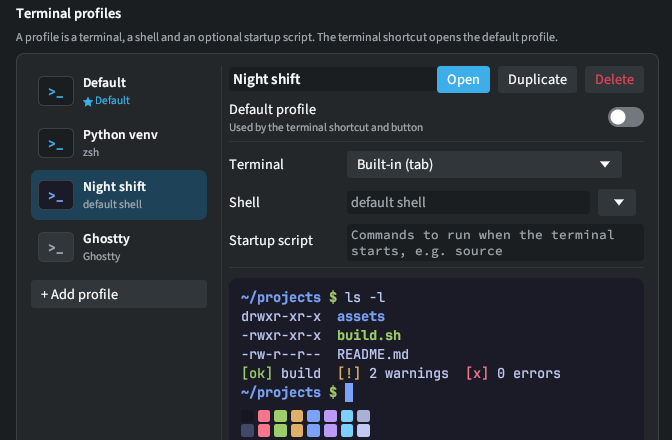 Terminal profiles
A profile is a terminal, a shell and an optional startup script. The terminal shortcut opens the default profile.
>_ Default
★ Default
>_ Python venv
zsh
>_ Night shift
default shell
>_ Ghostty
Ghostty
+ Add profile
Night shift Open Duplicate Delete
Default profile
Used by the terminal shortcut and button
Terminal Built-in (tab)
Shell default shell
Startup script Commands to run when the terminal
starts, e.g. source
~/projects $ ls -l
drwxr-xr-x assets
-rwxr-xr-x build.sh
-rw-r--r-- README.md
[ok] build [!] 2 warnings [x] 0 errors
~/projects $